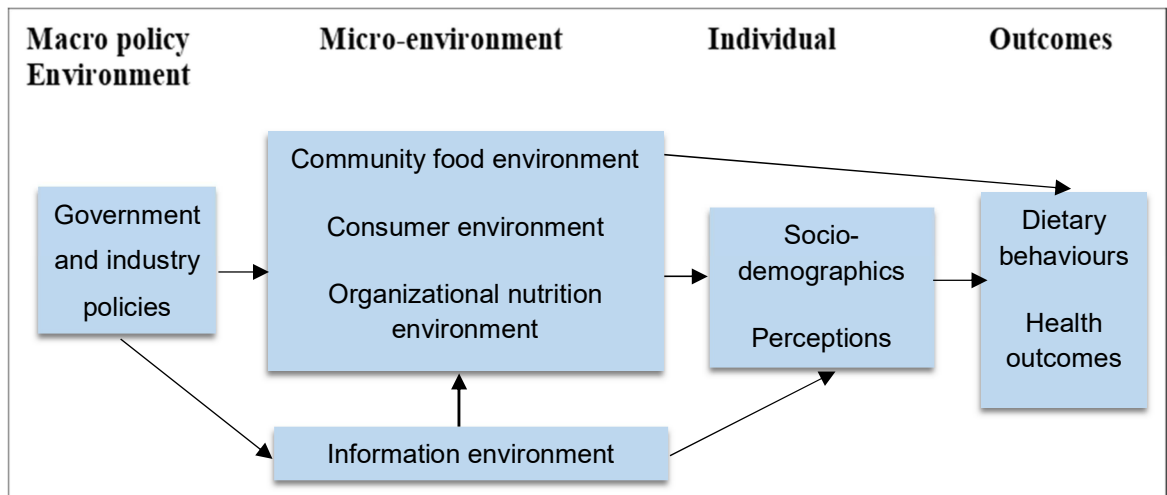 Macro policy
Environment
Micro-environment
Individual
Outcomes
Government
and industry
policies
Community food environment
Consumer environment
Organizational nutrition
environment
Information environment
Socio-
demographics
Perceptions
Dietary
behaviours
Health
outcomes